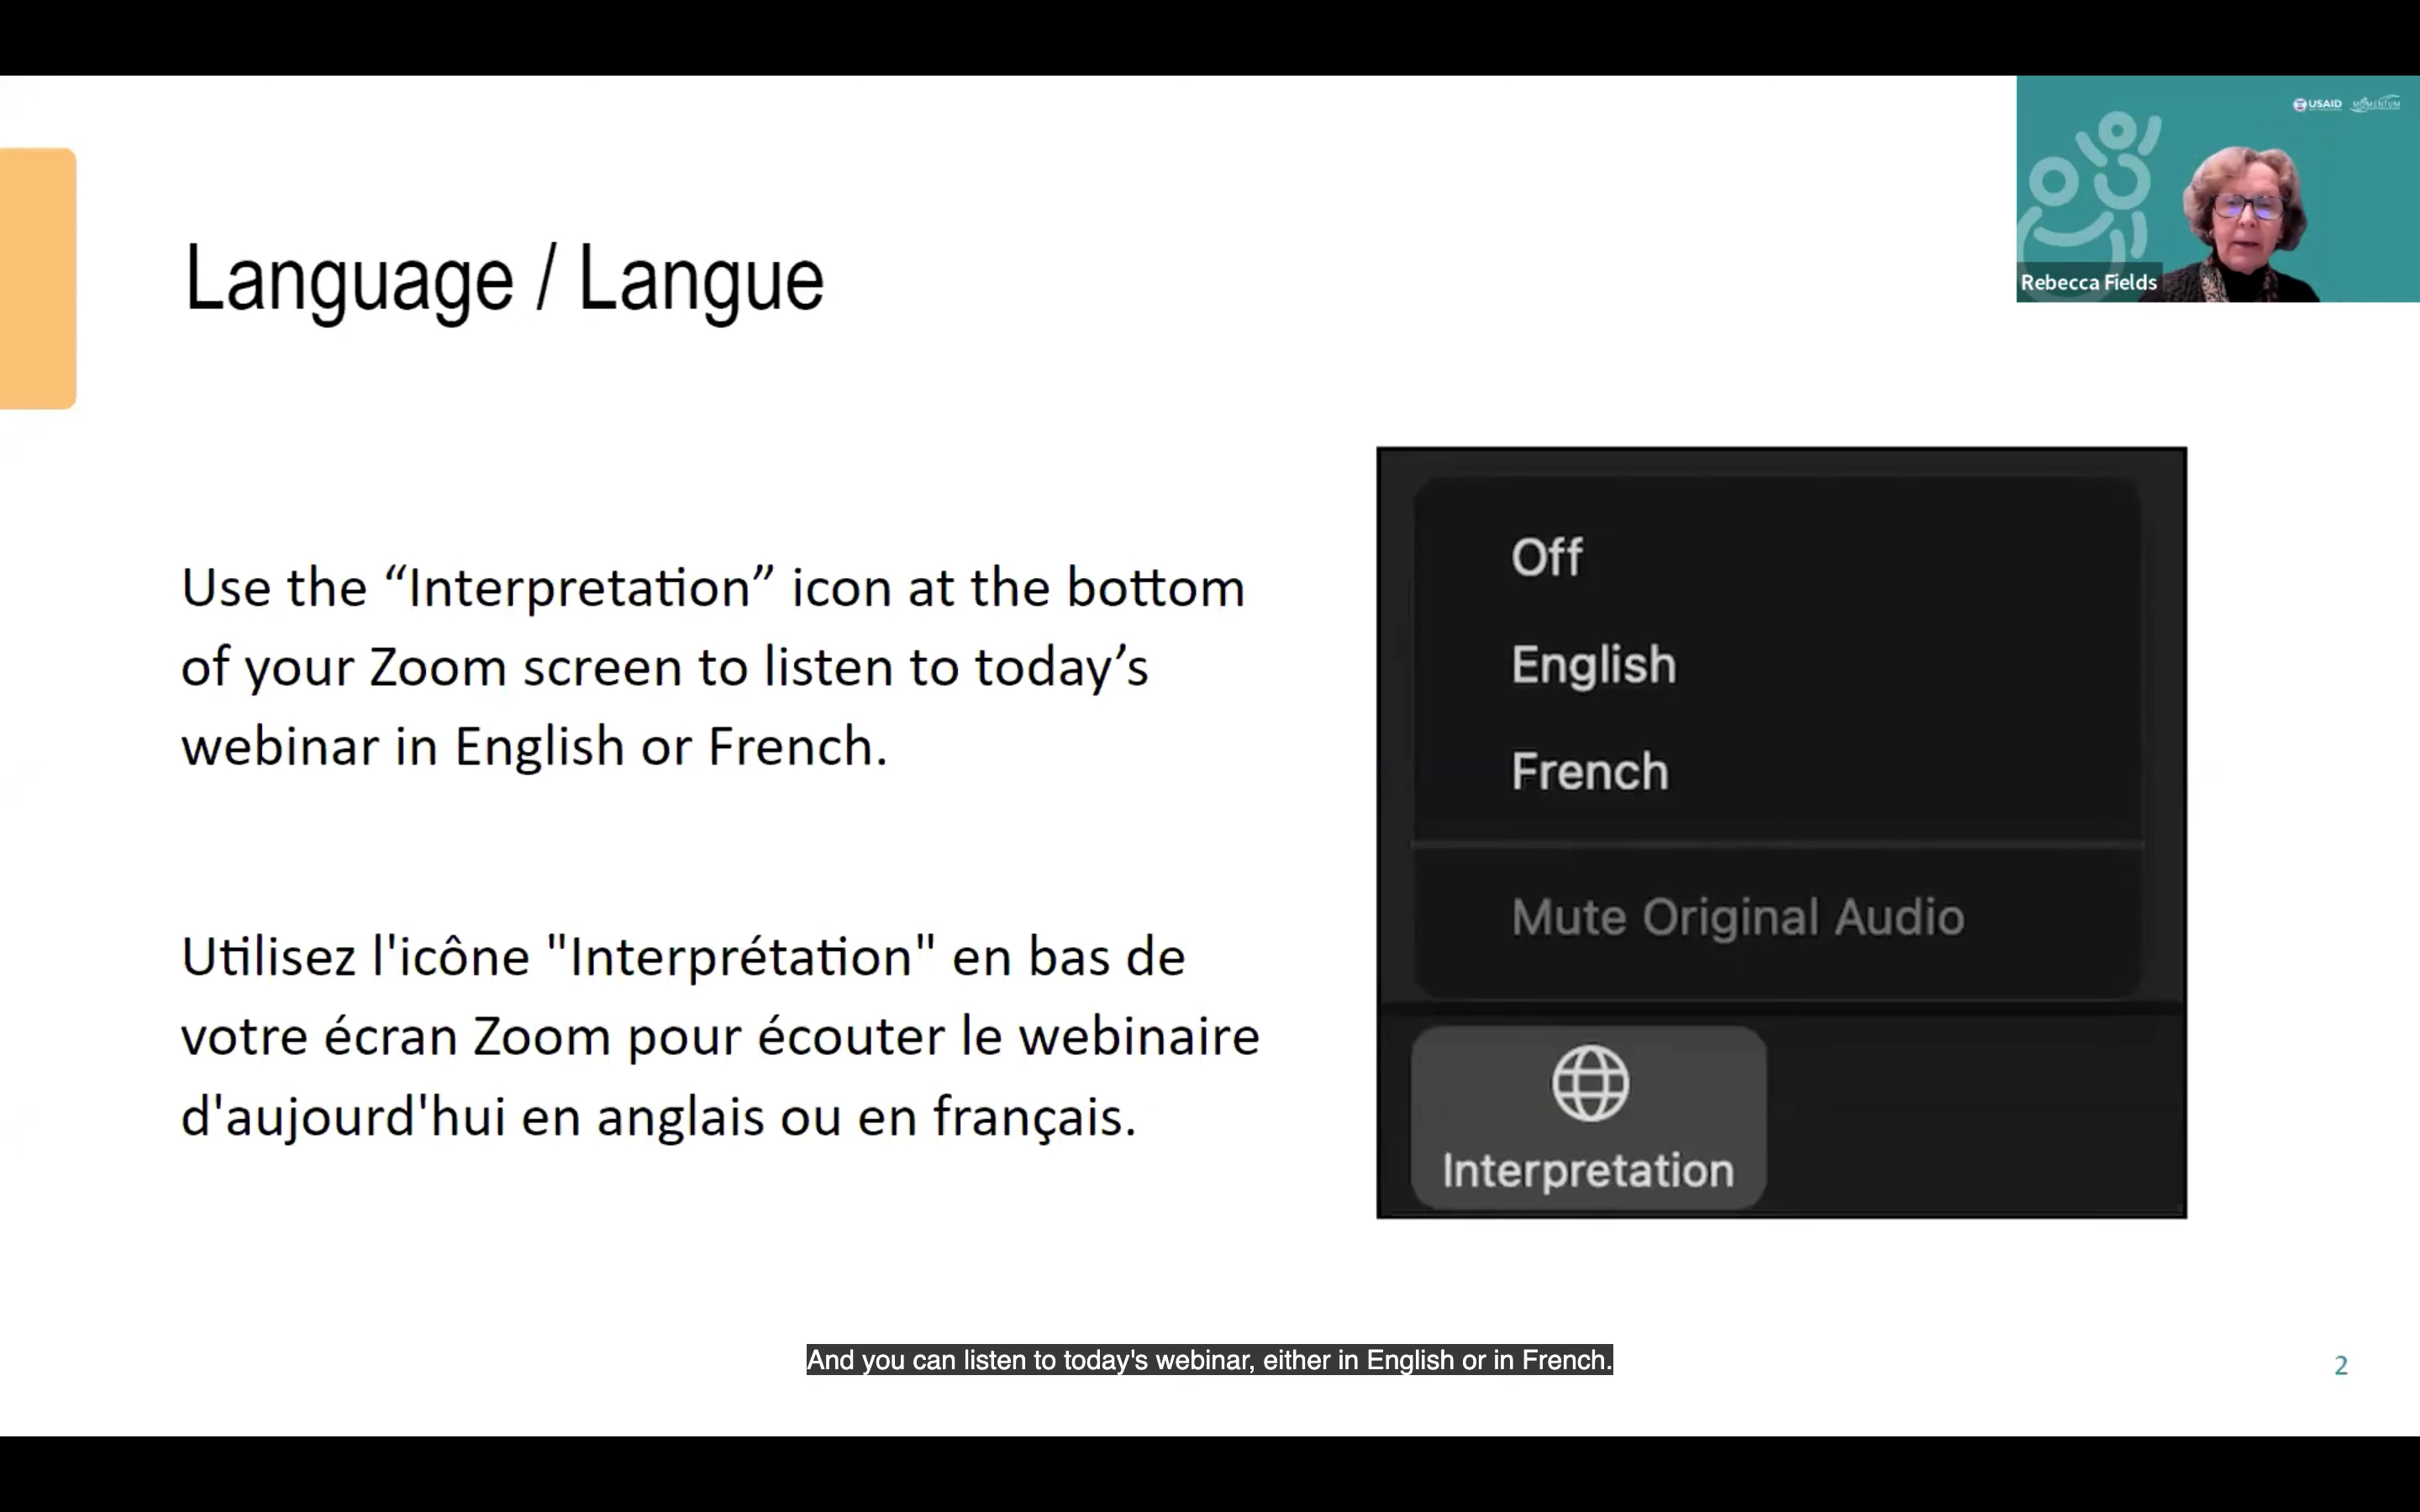 USAID MOMENTUM
Rebecca Fields
Language / Langue
Use the “Interpretation” icon at the bottom
of your Zoom screen to listen to today’s
webinar in English or French.
Utilisez l'icône "Interprétation" en bas de
votre écran Zoom pour écouter le webinaire
d'aujourd'hui en anglais ou en français.
Off
English
French
Mute Original Audio
Interpretation
And you can listen to today's webinar, either in English or in French.
2